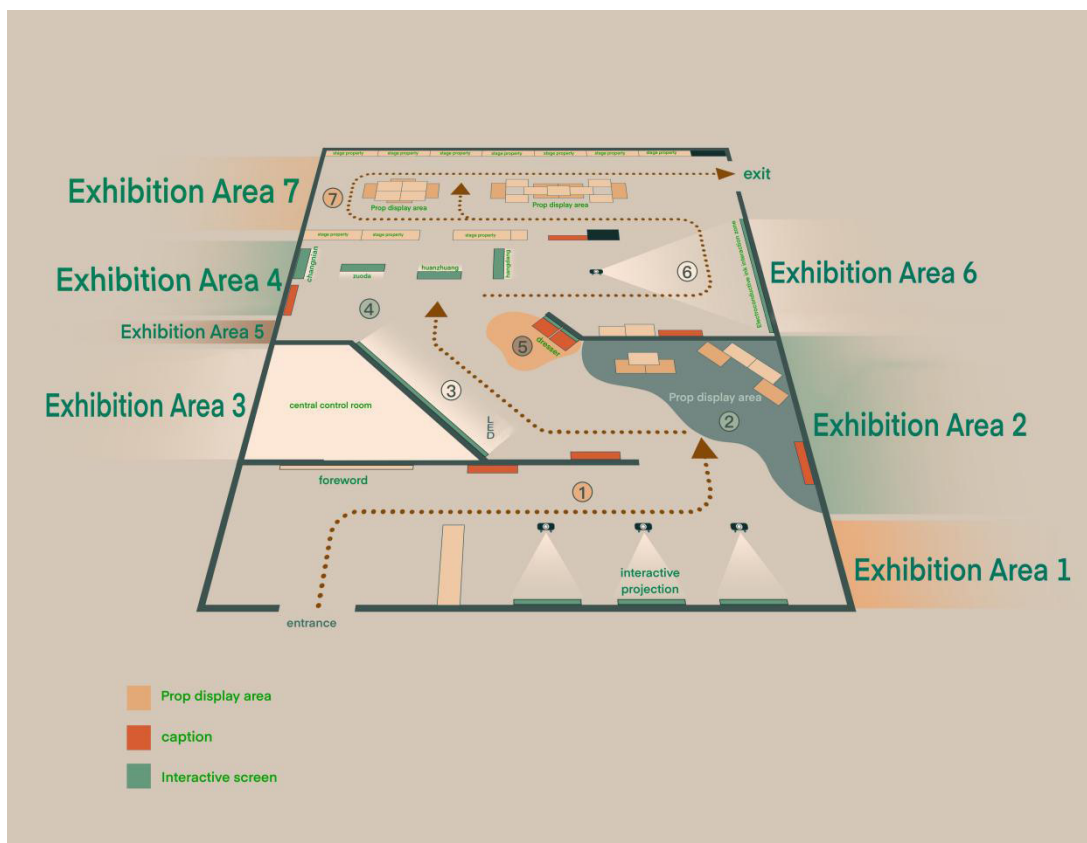 stage property stage property stage property stage property stage property stage property stage property
exit
Exhibition Area 7
7
Prop display area
Prop display area
stage property stage property stage property
changnian
zuoda
huanzhuang
Exhibition Area 4
4
6
Exhibition Area 6
Exhibition Area 5
5
dresser
Exhibition Area 3
central control room
3
LED
Prop display area
2
Exhibition Area 2
foreword
1
interactive
projection
Exhibition Area 1
entrance
Prop display area
caption
Interactive screen